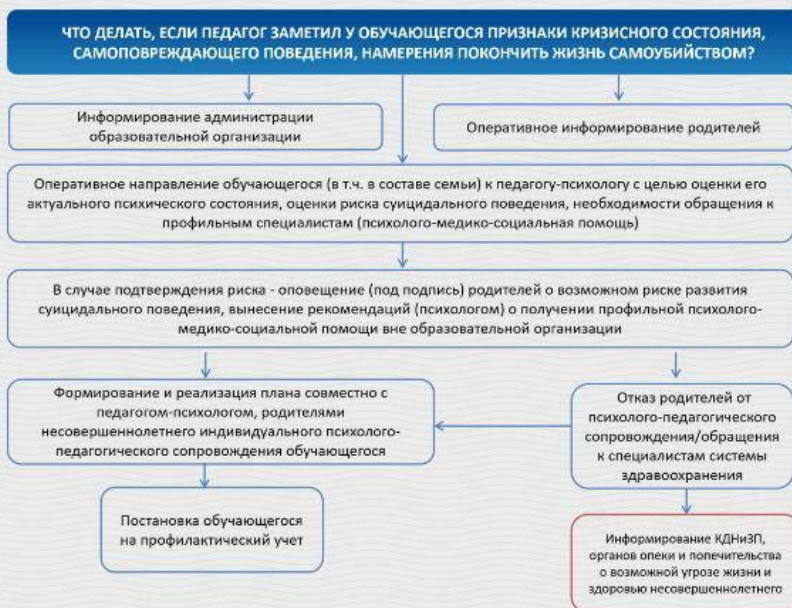 ЧТО ДЕЛАТЬ, ЕСЛИ ПЕДАГОГ ЗАМЕТИЛ У ОБУЧАЮЩЕГОСЯ ПРИЗНАКИ КРИЗИСНОГО СОСТОЯНИЯ,
САМОПОВРЕЖДАЮЩЕГО ПОВЕДЕНИЯ, НАМЕРЕНИЯ ПОКОНЧИТЬ ЖИЗНЬ САМОУБИЙСТВОМ?
Информирование администрации
образовательной организации
Оперативное информирование родителей
Оперативное направление обучающегося (в т.ч. в составе семьи) к педагогу-психологу с целью оценки его
актуального психического состояния, оценки риска суицидального поведения, необходимости обращения к
профильным специалистам (психолого-медико-социальная помощь)
В случае подтверждения риска - оповещение (под подпись) родителей о возможном риске развития
суицидального поведения, вынесение рекомендаций (психологом) о получении профильной психолого-
медико-социальной помощи вне образовательной организации
Формирование и реализация плана совместно с
педагогом-психологом, родителями
несовершеннолетнего индивидуального психолого-
педагогического сопровождения обучающегося
Отказ родителей от
психолого-педагогического
сопровождения/обращения
к специалистам системы
здравоохранения
Постановка обучающегося
на профилактический учет
Информирование КДНиЗП,
органов опеки и попечительства
о возможной угрозе жизни и
здоровью несовершеннолетнего